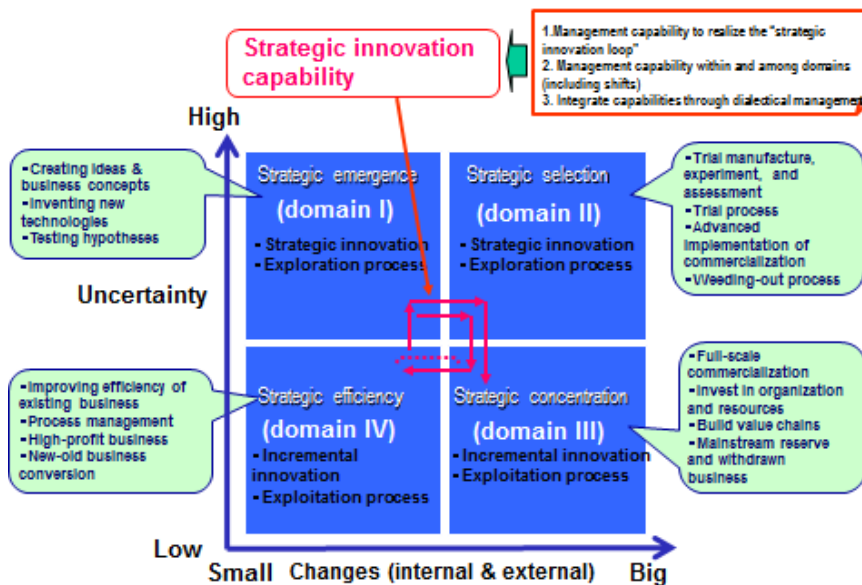 Strategic innovation
capability
1.Management capability to realize the "strategic
innovation loop"
2. Management capability within and among domains
(including shifts)
3. Integrate capabilities through dialectical management
High
- Creating ideas &
business concepts
- Inventing new
technologies
- Testing hypotheses
Strategic emergence
(domain I)
- Strategic innovation
- Exploration process
Strategic selection
(domain II)
- Strategic innovation
- Exploration process
- Trial manufacture,
experiment, and
assessment
- Trial process
- Advanced
implementation of
commercialization
- Weeding-out process
Uncertainty
- Improving efficiency of
existing business
- Process management
- High-profit business
- New-old business
conversion
Strategic efficiency
(domain IV)
- Incremental
innovation
- Exploitation process
Strategic concentration
(domain III)
- Incremental innovation
- Exploitation process
- Full-scale
commercialization
- Invest in organization
and resources
- Build value chains
- Mainstream reserve
and withdrawn
business
Low
Small
Changes (internal & external)
Big